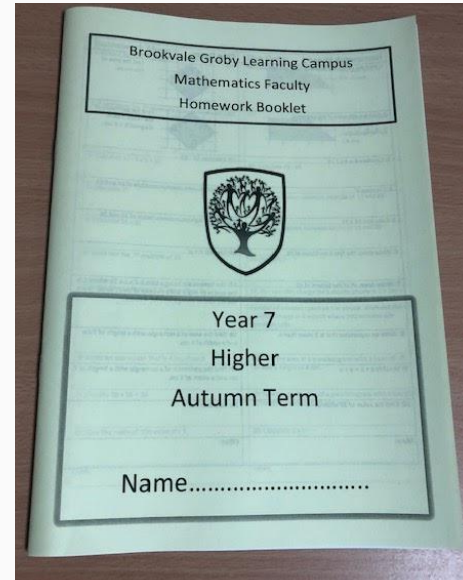 Brookvale Groby Learning Campus
Mathematics Faculty
Homework Booklet
Year 7
Higher
Autumn Term
Name..............................